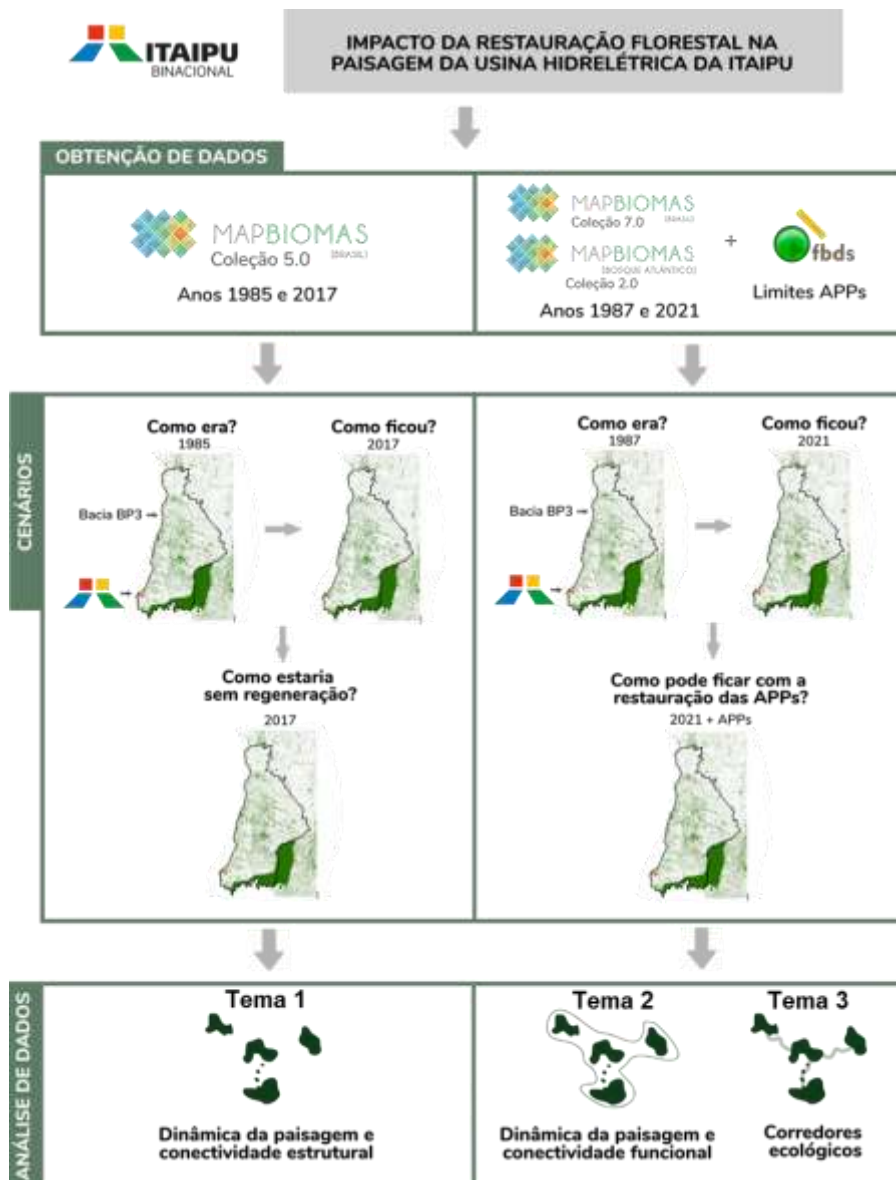 ITAIPU
BINACIONAL
IMPACTO DA RESTAURAÇÃO FLORESTAL NA
PAISAGEM DA USINA HIDRELÉTRICA DA ITAIPU
OBTENÇÃO DE DADOS
MAPBIOMAS
[BRASIL]
Coleção 5.0
Anos 1985 e 2017
MAPBIOMAS
[BRASIL]
Coleção 7.0
MAPBIOMAS
[BOSQUE ATLÁNTICO]
Coleção 2.0
Anos 1987 e 2021
+
fbds
Limites APPs
CENÁRIOS
Como era?
1985
Como ficou?
2017
Bacia BP3
Como estaria
sem regeneração?
2017
Como era?
1987
Como ficou?
2021
Bacia BP3
Como pode ficar com a
restauração das APPs?
2021 + APPs
ANÁLISE DE DADOS
Tema 1
Dinâmica da paisagem e
conectividade estrutural
Tema 2
Dinâmica da paisagem e
conectividade funcional
Tema 3
Corredores
ecológicos